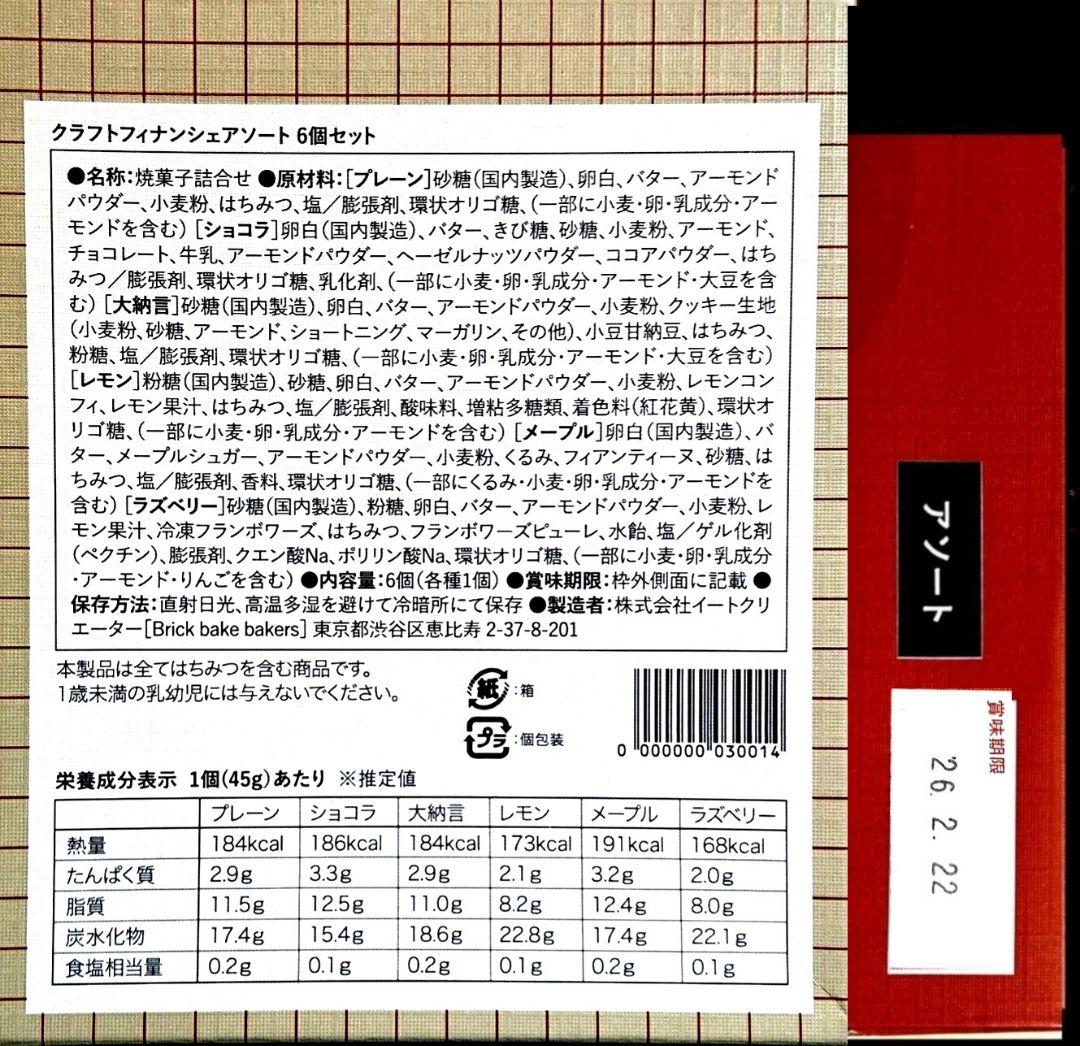 クラフトフィナンシェアソート 6個セット
●名称：焼菓子詰合せ ●原材料：［プレーン］砂糖（国内製造）、卵白、バター、アーモンド
パウダー、小麦粉、はちみつ、塩／膨張剤、環状オリゴ糖、（一部に小麦・卵・乳成分・アー
モンドを含む）［ショコラ］卵白（国内製造）、バター、きび糖、砂糖、小麦粉、アーモンド、
チョコレート、牛乳、アーモンドパウダー、ヘーゼルナッツパウダー、ココアパウダー、はち
みつ／膨張剤、環状オリゴ糖、乳化剤、（一部に小麦・卵・乳成分・アーモンド・大豆を含
む）［大納言］砂糖（国内製造）、卵白、バター、アーモンドパウダー、小麦粉、クッキー生地
（小麦粉、砂糖、アーモンド、ショートニング、マーガリン、その他）、小豆甘納豆、はちみつ、
粉糖、塩／膨張剤、環状オリゴ糖、（一部に小麦・卵・乳成分・アーモンド・大豆を含む）
［レモン］粉糖（国内製造）、砂糖、卵白、バター、アーモンドパウダー、小麦粉、レモンコン
フィ、レモン果汁、はちみつ、塩／膨張剤、酸味料、増粘多糖類、着色料（紅花黄）、環状オ
リゴ糖、（一部に小麦・卵・乳成分・アーモンドを含む）［メープル］卵白（国内製造）、バ
ター、メープルシュガー、アーモンドパウダー、小麦粉、くるみ、フィアンティーヌ、砂糖、は
ちみつ、塩／膨張剤、香料、環状オリゴ糖、（一部にくるみ・小麦・卵・乳成分・アーモンドを
含む）［ラズベリー］砂糖（国内製造）、粉糖、卵白、バター、アーモンドパウダー、小麦粉、レ
モン果汁、冷凍フランボワーズ、はちみつ、フランボワーズピューレ、水飴、塩／ゲル化剤
（ペクチン）、膨張剤、クエン酸Na、ポリリン酸Na、環状オリゴ糖、（一部に小麦・卵・乳成分
・アーモンド・りんごを含む）●内容量：6個（各種1個）●賞味期限：枠外側面に記載 ●
保存方法：直射日光、高温多湿を避けて冷暗所にて保存 ●製造者：株式会社イートクリ
エーター［Brick bake bakers］東京都渋谷区恵比寿 2-37-8-201
本製品は全てはちみつを含む商品です。
1歳未満の乳幼児には与えないでください。
紙：箱
プラ：個包装
0 000000 030014
栄養成分表示 1個（45g）あたり ※推定値
プレーン ショコラ 大納言 レモン メープル ラズベリー
熱量 184kcal 186kcal 184kcal 173kcal 191kcal 168kcal
たんぱく質 2.9g 3.3g 2.9g 2.1g 3.2g 2.0g
脂質 11.5g 12.5g 11.0g 8.2g 12.4g 8.0g
炭水化物 17.4g 15.4g 18.6g 22.8g 17.4g 22.1g
食塩相当量 0.2g 0.1g 0.2g 0.1g 0.2g 0.1g
アソート
賞味期限
26. 2. 22